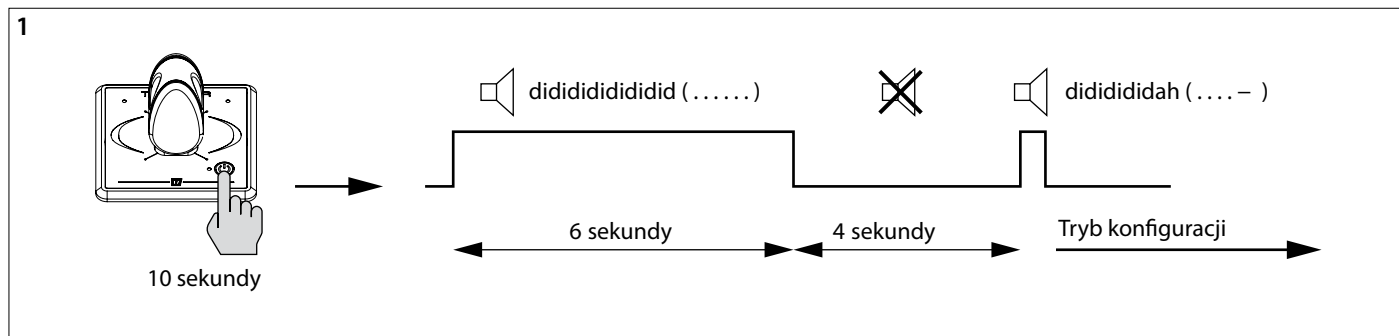 1
didididididididid ( . . . . . . )
didididididah ( . . . . – )
6 sekundy
4 sekundy
Tryb konfiguracji
10 sekundy